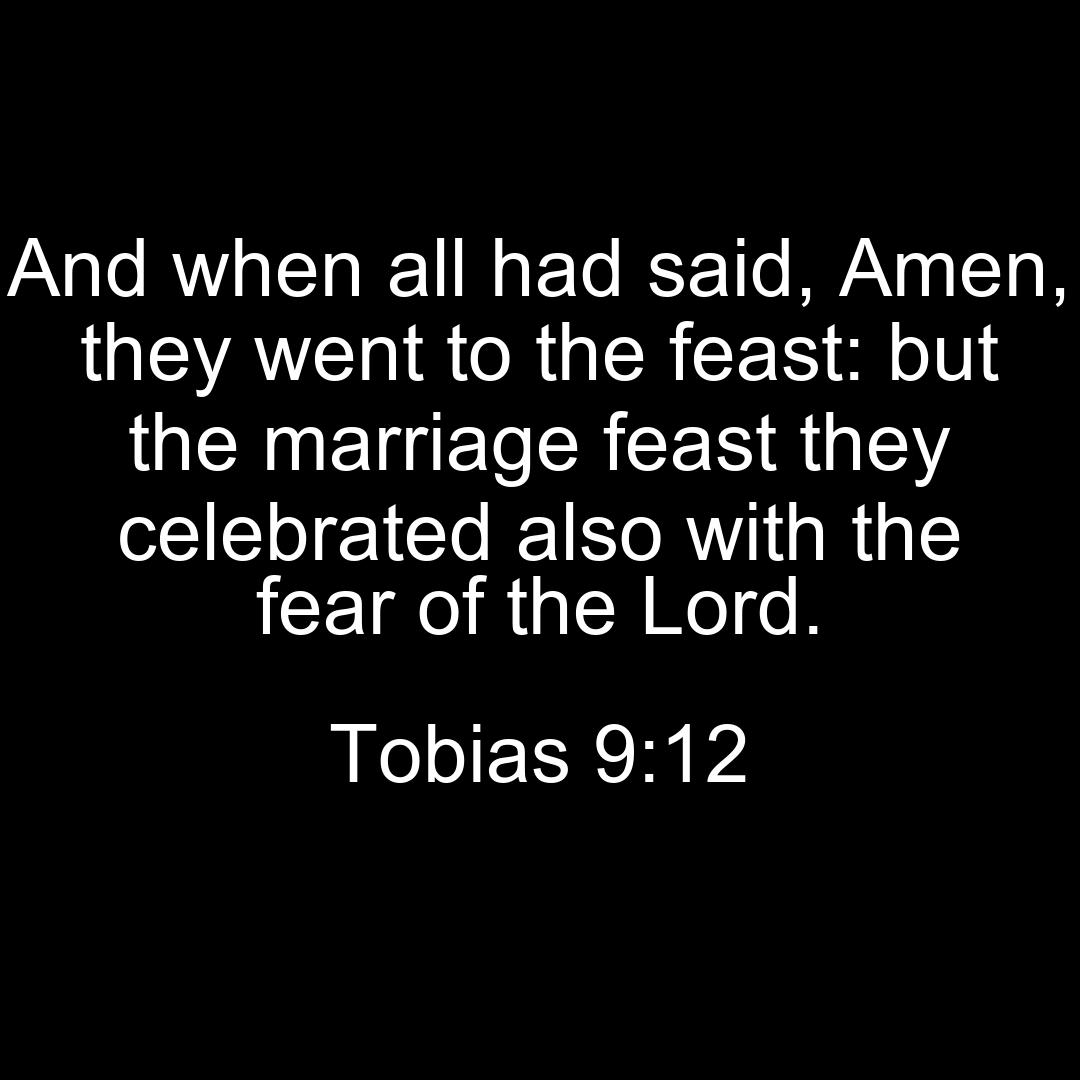 And when all had said, Amen,
they went to the feast: but
the marriage feast they
celebrated also with the
fear of the Lord.
Tobias 9:12